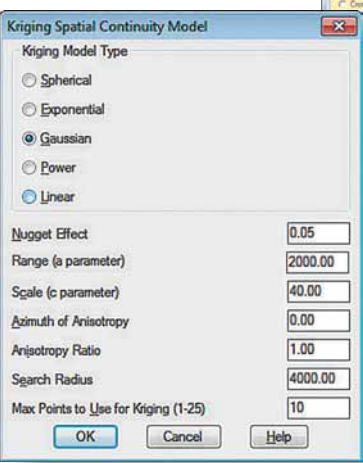 Kriging Spatial Continuity Model
Kriging Model Type
Spherical
Exponential
Gaussian
Power
Linear
Nugget Effect 0.05
Range (a parameter) 2000.00
Scale (c parameter) 40.00
Azimuth of Anisotropy 0.00
Anisotropy Ratio 1.00
Search Radius 4000.00
Max Points to Use for Kriging (1-25) 10
OK Cancel Help